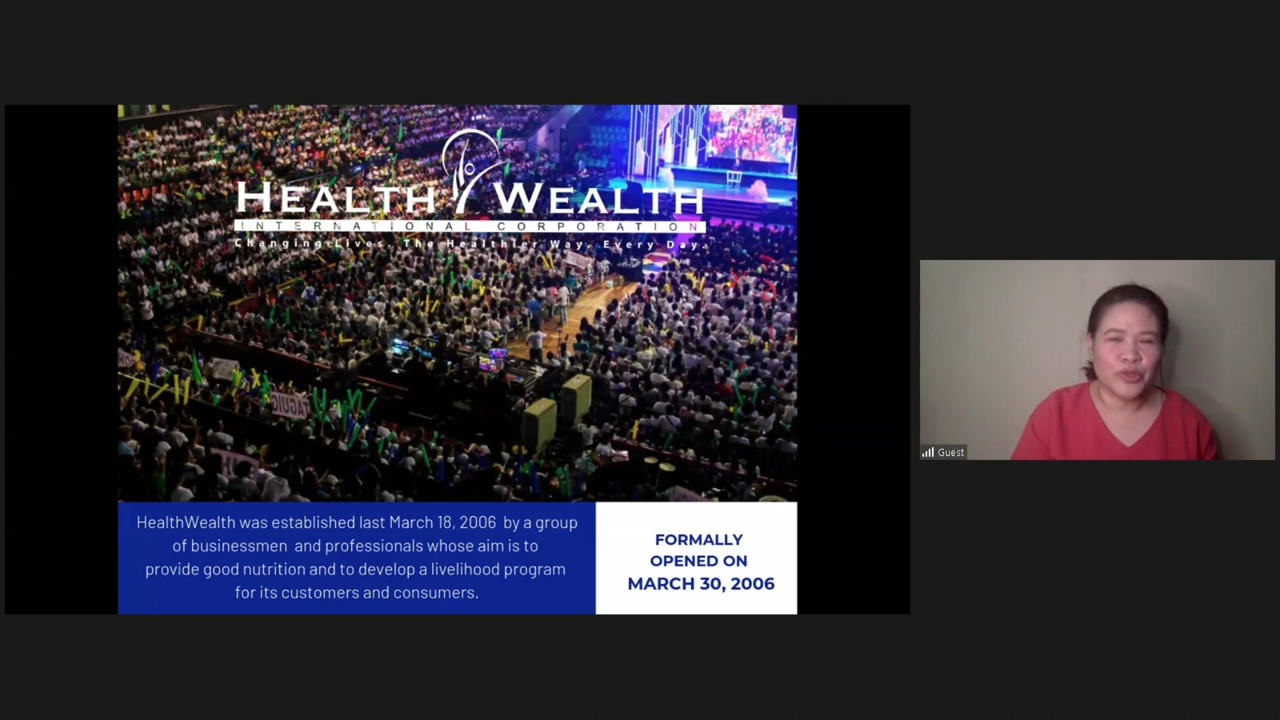 HEALTH WEALTH
INTERNATIONAL CORPORATION
Changing Lives. The Healthier Way. Every Day.
TAGUIG
HealthWealth was established last March 18, 2006 by a group
of businessmen and professionals whose aim is to
provide good nutrition and to develop a livelihood program
for its customers and consumers.
FORMALLY
OPENED ON
MARCH 30, 2006
Guest